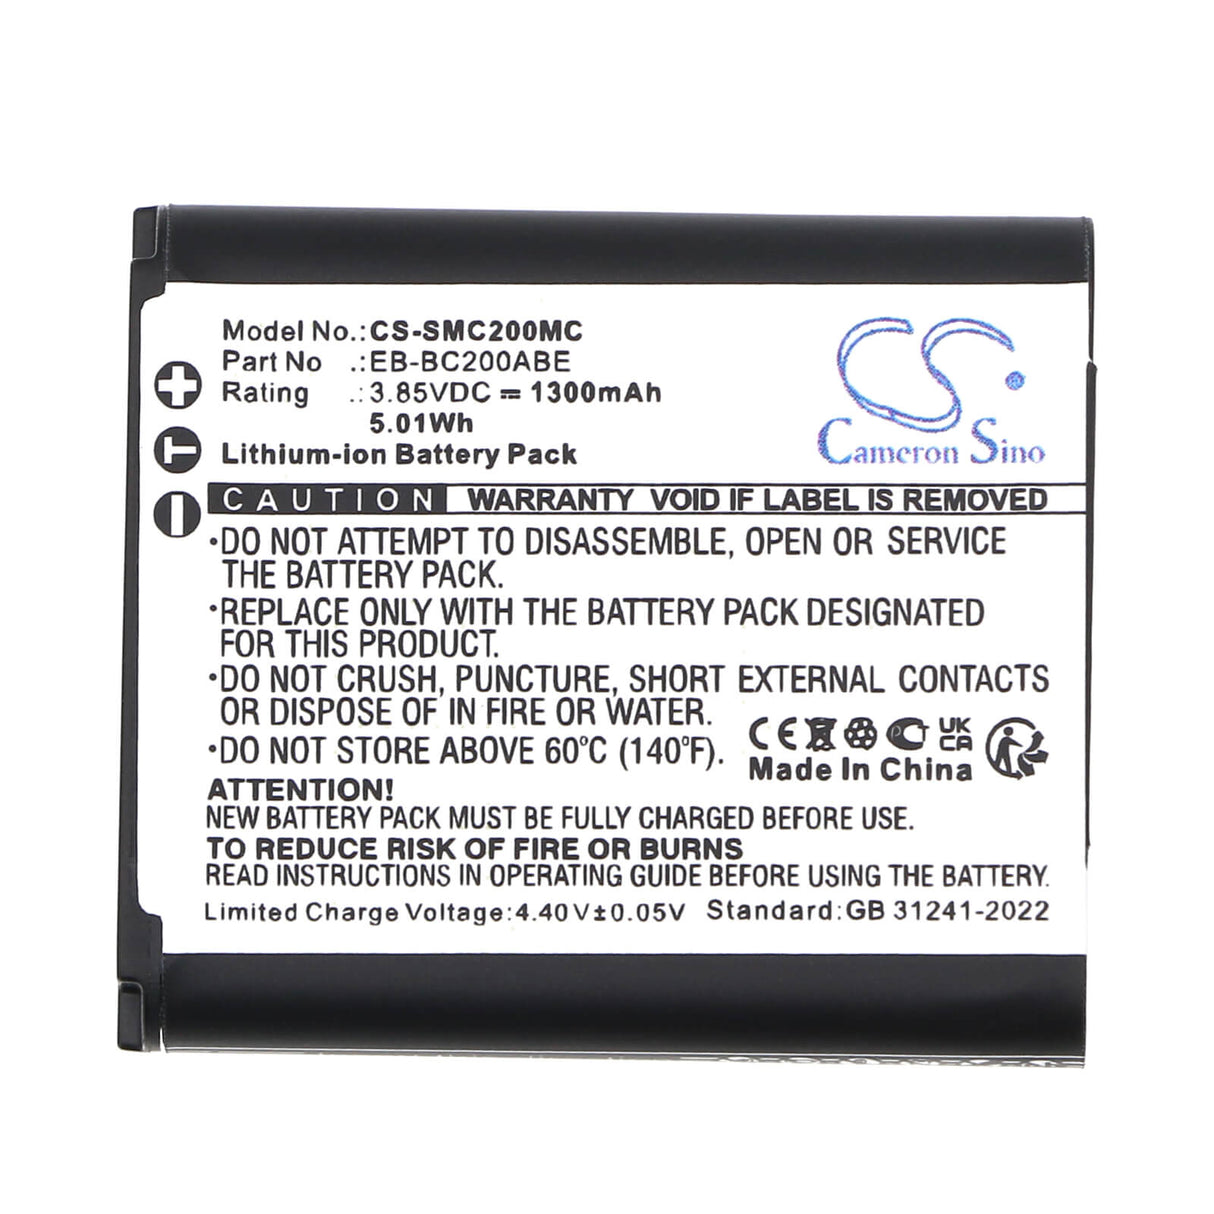 Model No.:CS-SMC200MC
Part No .:EB-BC200ABE
Rating .:3.85VDC ⎓ 1300mAh
5.01Wh
Lithium-ion Battery Pack
CS
Cameron Sino
+
T
-
CAUTION WARRANTY VOID IF LABEL IS REMOVED
•DO NOT ATTEMPT TO DISASSEMBLE, OPEN OR SERVICE
THE BATTERY PACK.
•REPLACE ONLY WITH THE BATTERY PACK DESIGNATED
FOR THIS PRODUCT.
•DO NOT CRUSH, PUNCTURE, SHORT EXTERNAL CONTACTS
OR DISPOSE OF IN FIRE OR WATER.
•DO NOT STORE ABOVE 60°C (140°F).
CE UKCA
Made In China
ATTENTION!
NEW BATTERY PACK MUST BE FULLY CHARGED BEFORE USE.
TO REDUCE RISK OF FIRE OR BURNS
READ INSTRUCTIONS IN OPERATING GUIDE BEFORE USING THE BATTERY.
Limited Charge Voltage:4.40V±0.05V Standard:GB 31241-2022